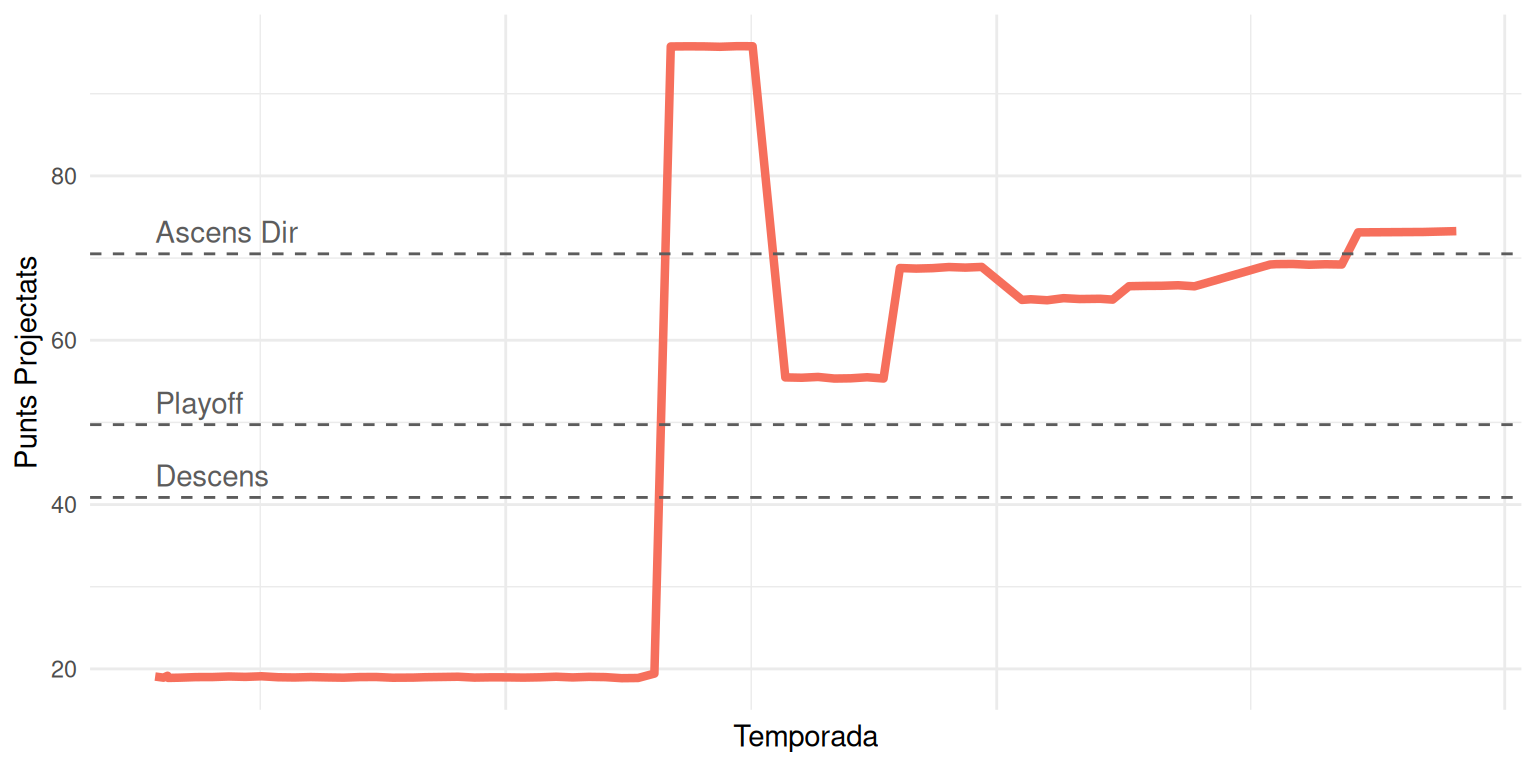 80
Ascens Dir
60
Playoff
Descens
40
20
Punts Projectats
Temporada